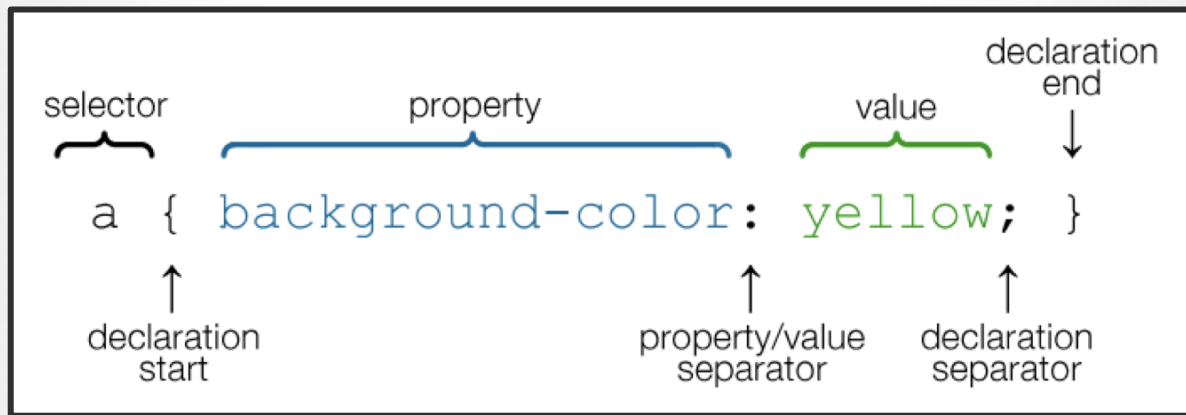 declaration
end
selector property value
a { background-color: yellow; }
declaration
start
property/value
separator
declaration
separator